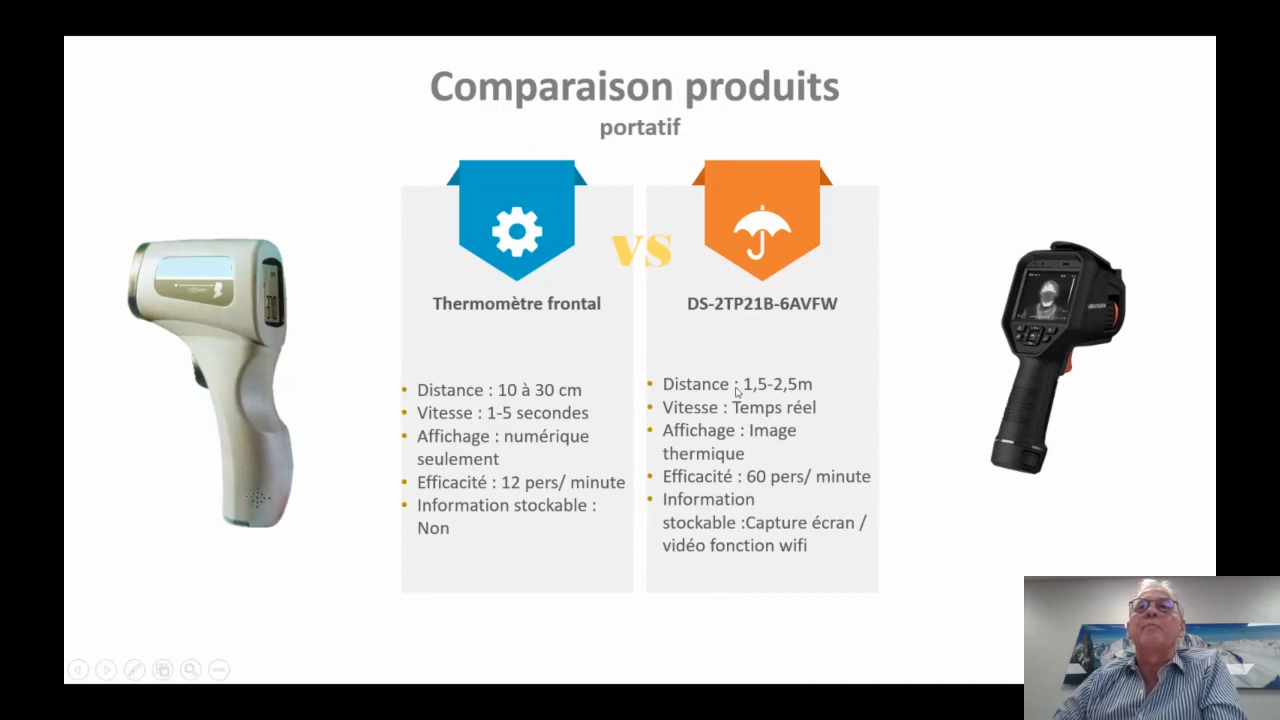 Comparaison produits
portatif
VS
Thermomètre frontal
DS-2TP21B-6AVFW
• Distance : 10 à 30 cm
• Vitesse : 1-5 secondes
• Affichage : numérique
seulement
• Efficacité : 12 pers/ minute
• Information stockable :
Non
• Distance : 1,5-2,5m
• Vitesse : Temps réel
• Affichage : Image
thermique
• Efficacité : 60 pers/ minute
• Information
stockable :Capture écran /
vidéo fonction wifi
HIKVISION